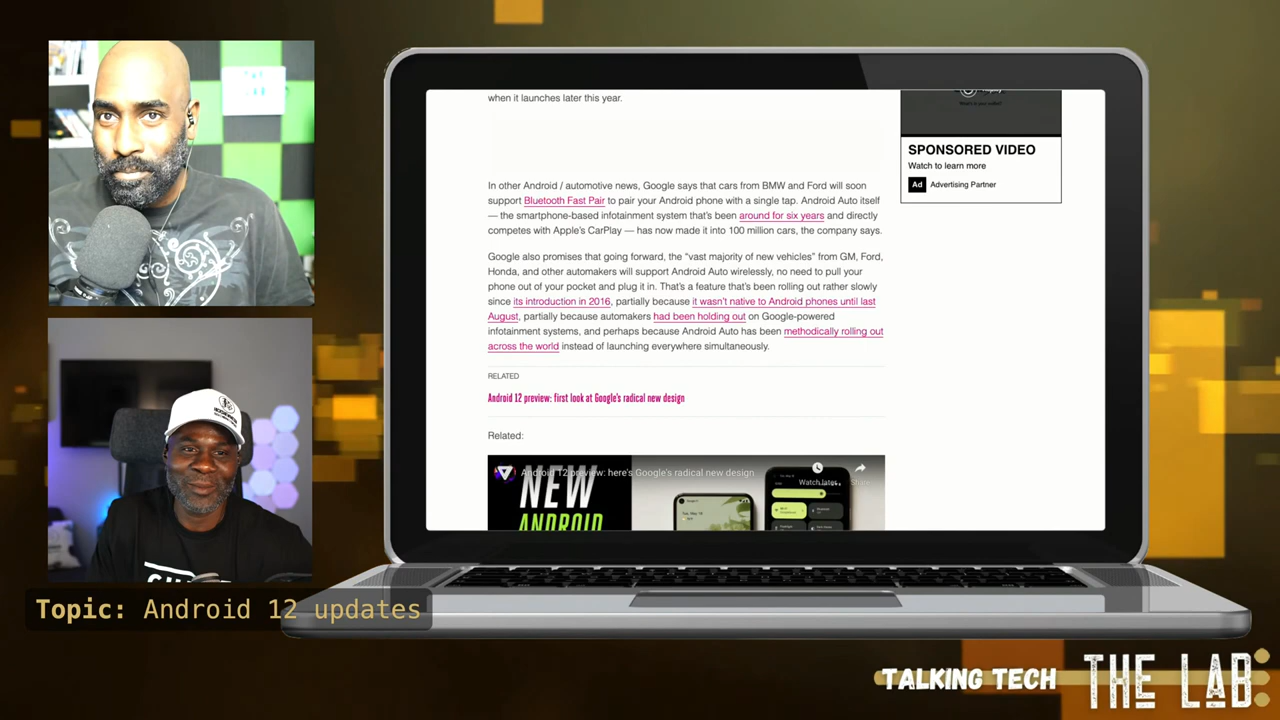 when it launches later this year.
In other Android / automotive news, Google says that cars from BMW and Ford will soon
support Bluetooth Fast Pair to pair your Android phone with a single tap. Android Auto itself
— the smartphone-based infotainment system that's been around for six years and directly
competes with Apple's CarPlay — has now made it into 100 million cars, the company says.
Google also promises that going forward, the “vast majority of new vehicles” from GM, Ford,
Honda, and other automakers will support Android Auto wirelessly, no need to pull your
phone out of your pocket and plug it in. That's a feature that's been rolling out rather slowly
since its introduction in 2016, partially because it wasn't native to Android phones until last
August, partially because automakers had been holding out on Google-powered
infotainment systems, and perhaps because Android Auto has been methodically rolling out
across the world instead of launching everywhere simultaneously.
RELATED
Android 12 preview: first look at Google's radical new design
Related:
Android 12 preview: here's Google's radical new design
Watch later
Share
NEW
ANDROID
SPONSORED VIDEO
Watch to learn more
Ad Advertising Partner
Topic: Android 12 updates
TALKING TECH
THE LAB